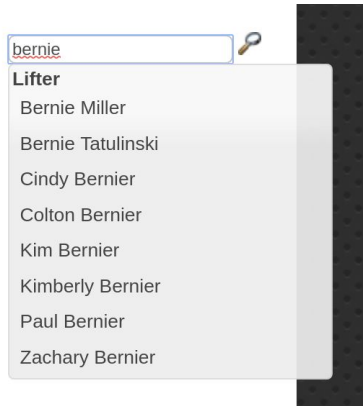 bernie
Lifter
Bernie Miller
Bernie Tatulinski
Cindy Bernier
Colton Bernier
Kim Bernier
Kimberly Bernier
Paul Bernier
Zachary Bernier